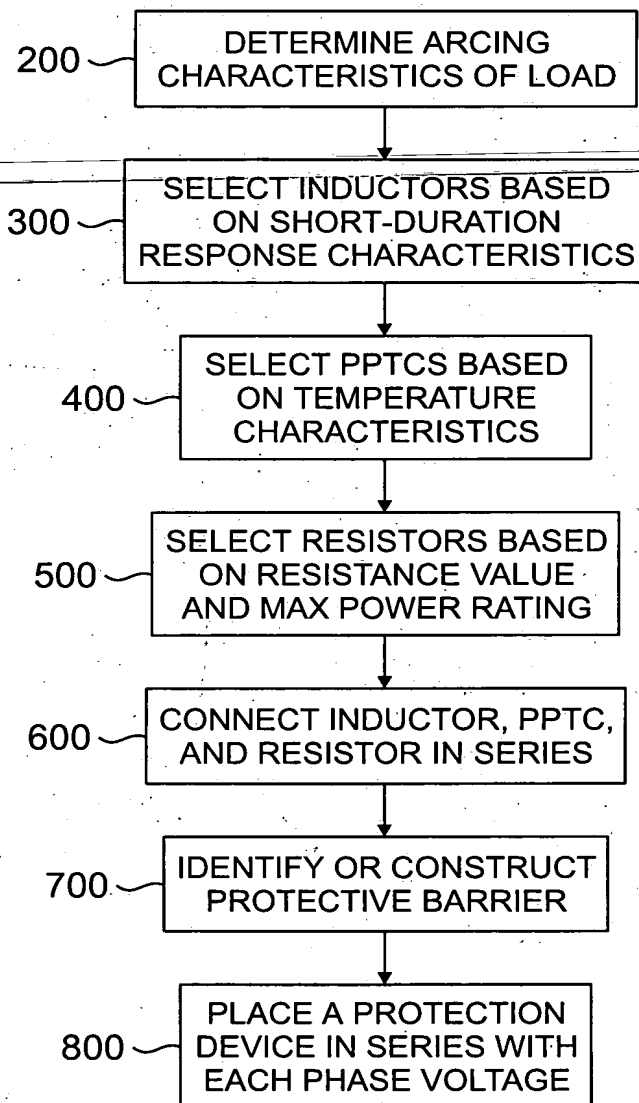 200
DETERMINE ARCING
CHARACTERISTICS OF LOAD
300
SELECT INDUCTORS BASED
ON SHORT-DURATION
RESPONSE CHARACTERISTICS
400
SELECT PPTCS BASED
ON TEMPERATURE
CHARACTERISTICS
500
SELECT RESISTORS BASED
ON RESISTANCE VALUE
AND MAX POWER RATING
600
CONNECT INDUCTOR, PPTC,
AND RESISTOR IN SERIES
700
IDENTIFY OR CONSTRUCT
PROTECTIVE BARRIER
800
PLACE A PROTECTION
DEVICE IN SERIES WITH
EACH PHASE VOLTAGE